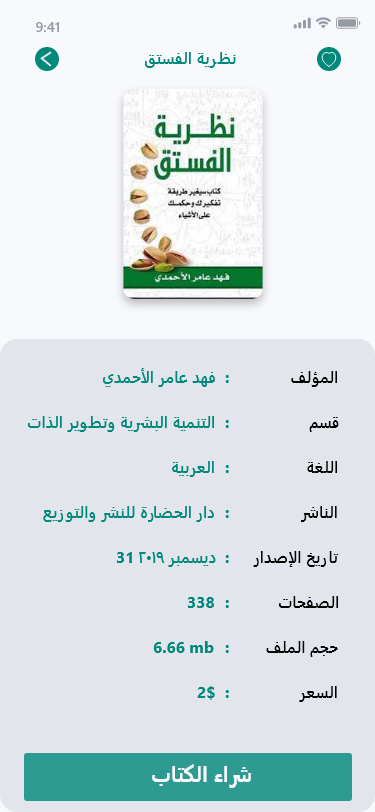 9:41
نظرية الفستق
نظرية
الفستق
كتاب سيغير طريقة
تفكيرك وحكمك
على الأشياء
فهد عامر الأحمدي
المؤلف : فهد عامر الأحمدي
قسم : التنمية البشرية وتطوير الذات
اللغة : العربية
الناشر : دار الحضارة للنشر والتوزيع
تاريخ الإصدار : 31 ديسمبر ٢٠١٩
الصفحات : 338
حجم الملف : 6.66 mb
السعر : 2$
شراء الكتاب